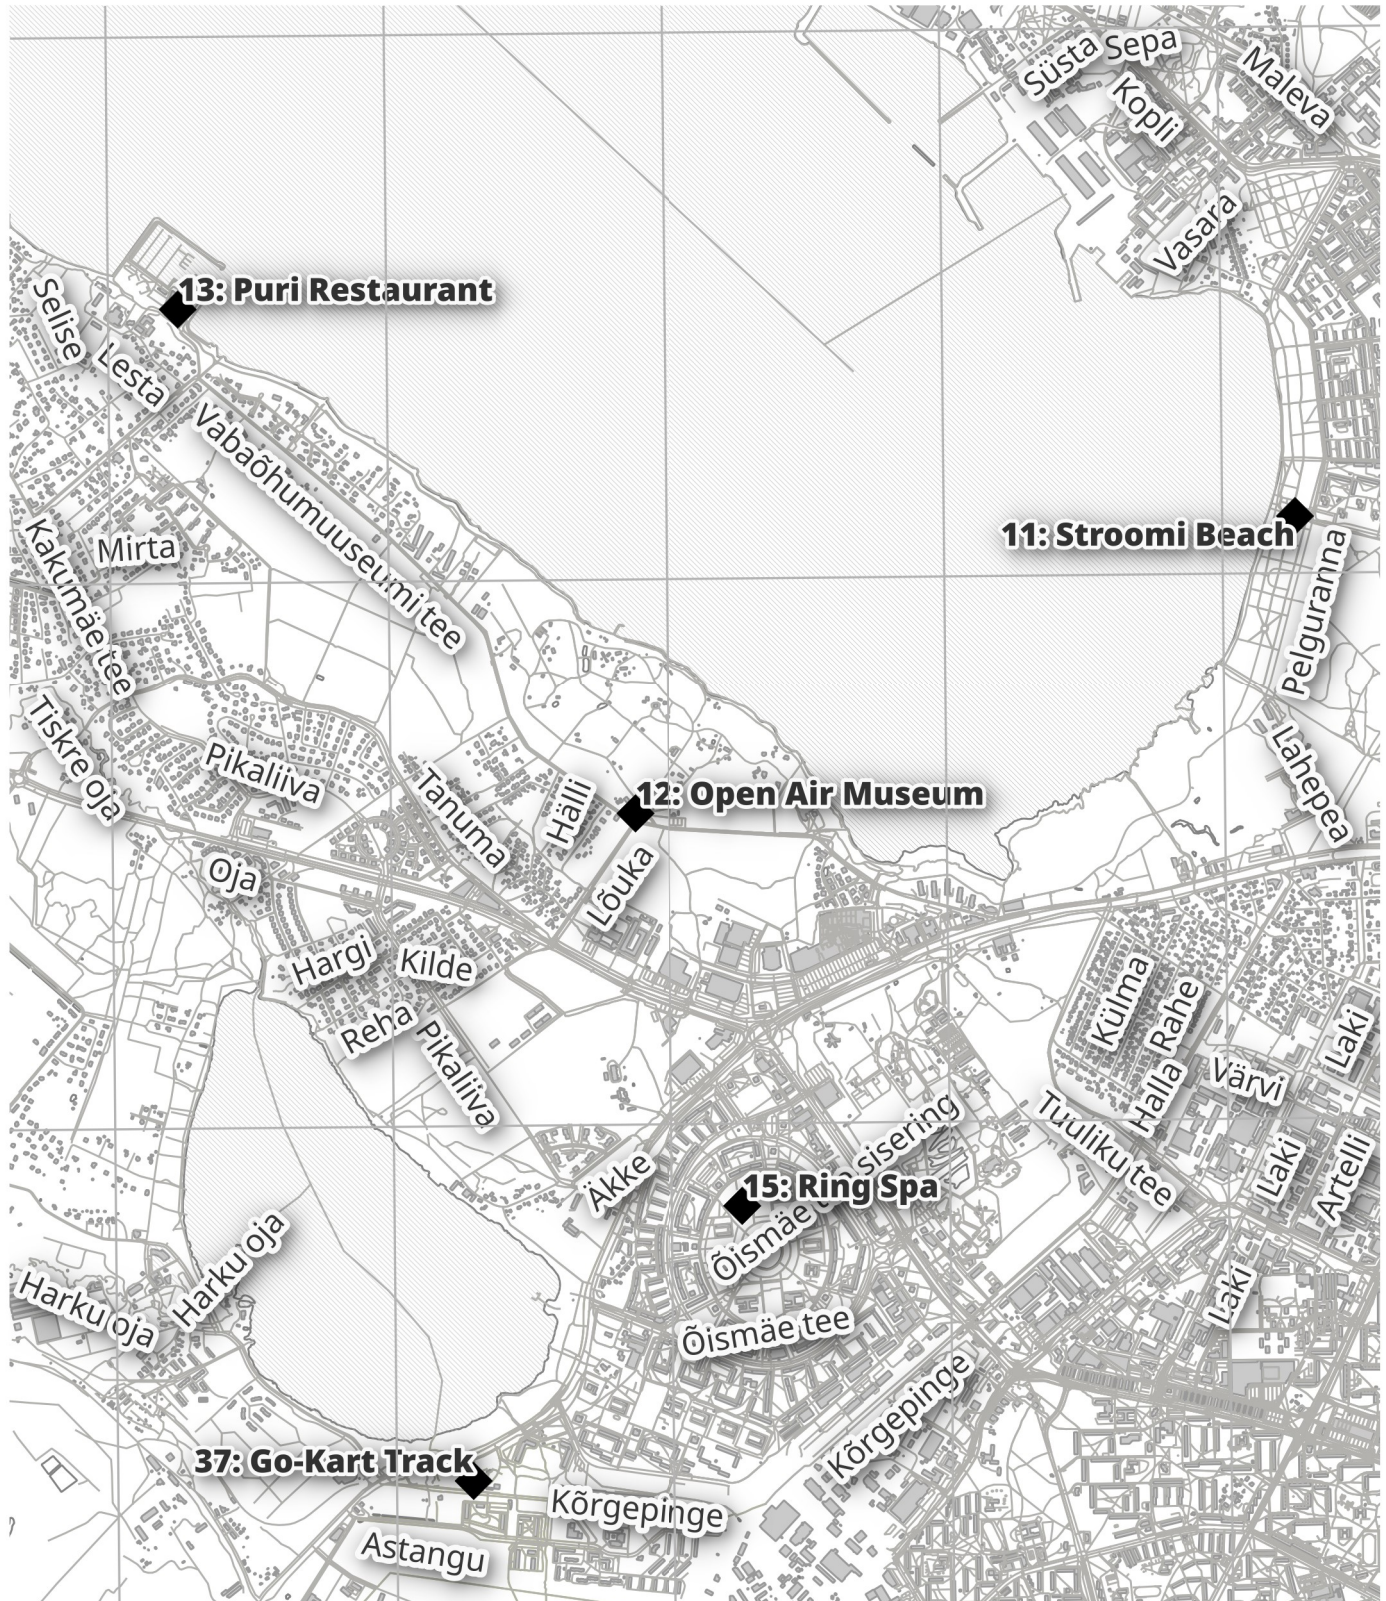 Süsta
Sepa
Maleva
Kopli
Vasara
13: Puri Restaurant
Selise
Lesta
Vabaõhumuuseumi tee
11: Stroomi Beach
Kakumäe tee
Mirta
Pelguranna
Tiskre oja
Pikaliiva
Tanuma
Hälli
12: Open Air Museum
Lahepea
Oja
Lõuka
Hargi
Kilde
Reha
Pikaliiva
Külma
Rahe
Laki
Halla
Värvi
Tuuliku tee
Äkke
Laki
Artelli
15: Ring Spa
Õismäe
sisering
Harku oja
Harku oja
Laki
Õismäe tee
Kõrgepinge
37: Go-Kart Track
Kõrgepinge
Astangu